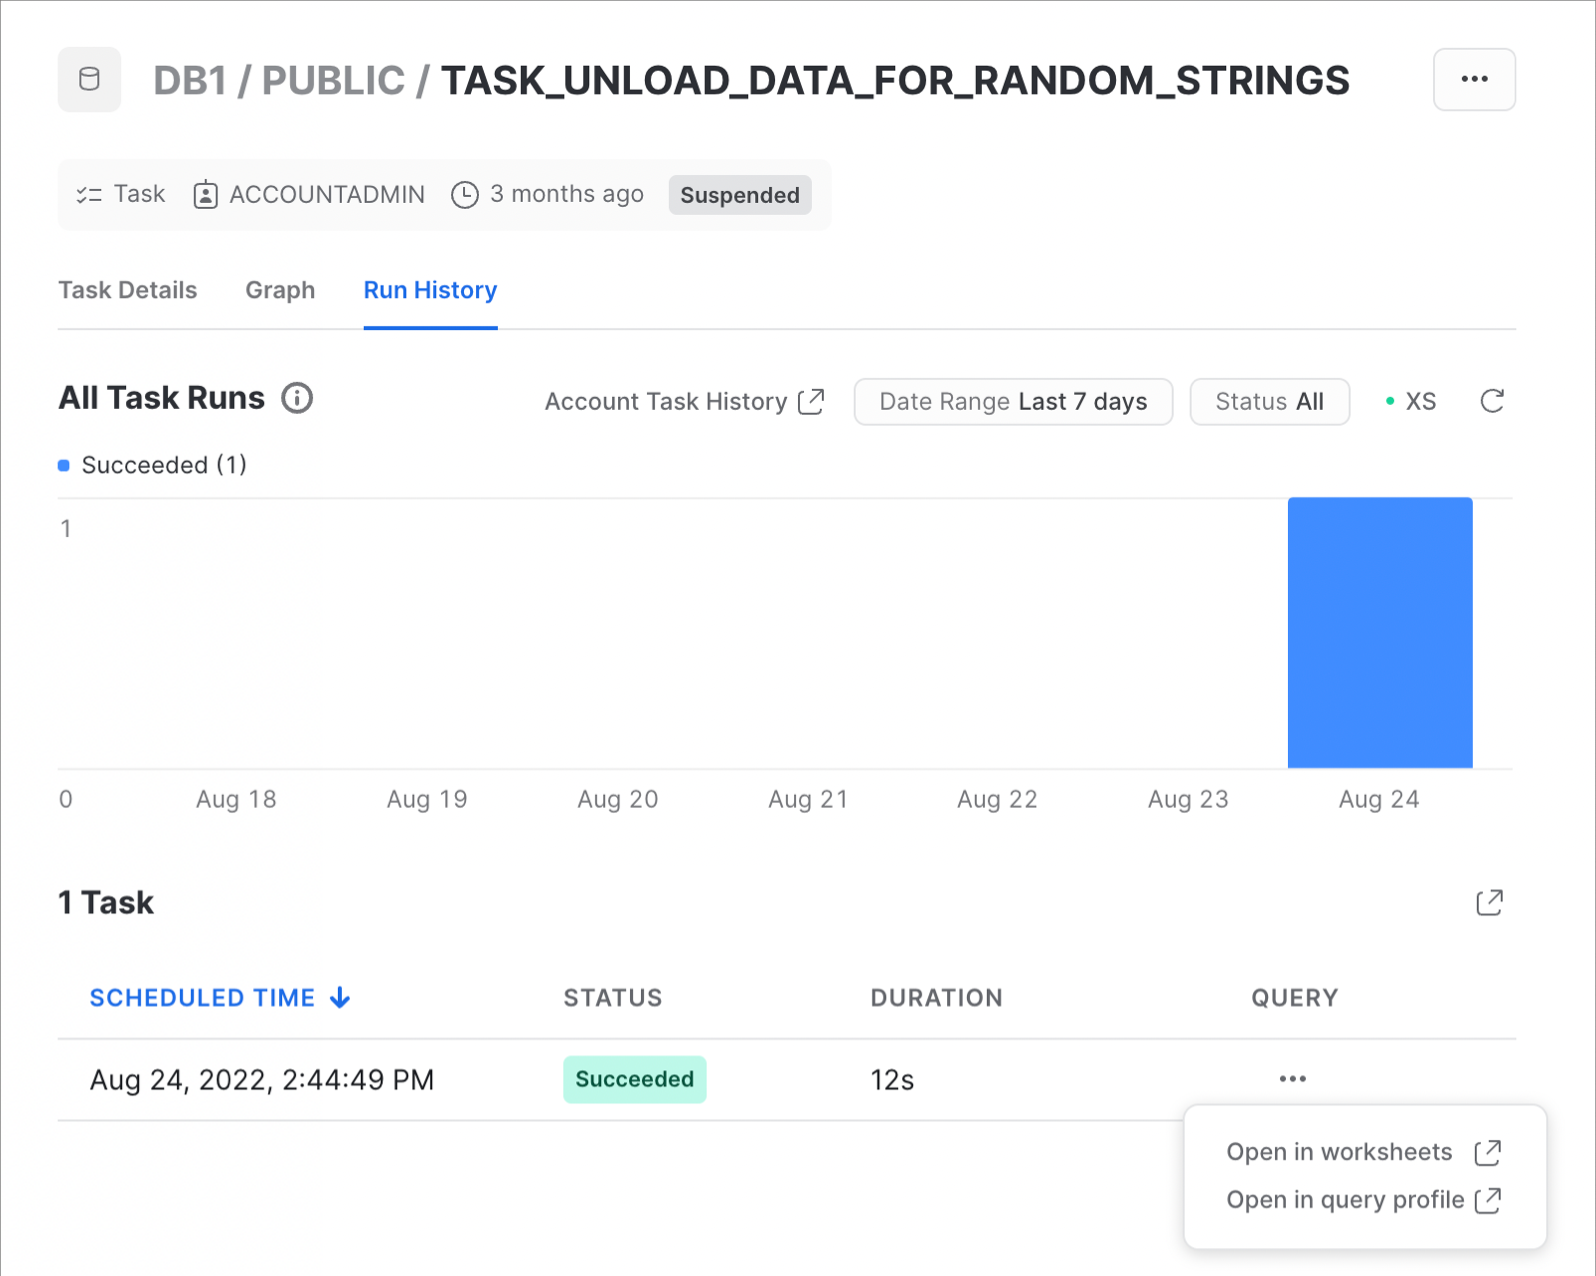 DB1 / PUBLIC / TASK_UNLOAD_DATA_FOR_RANDOM_STRINGS
Task ACCOUNTADMIN 3 months ago Suspended
Task Details Graph Run History
All Task Runs Account Task History Date Range Last 7 days Status All XS
Succeeded (1)
1
0 Aug 18 Aug 19 Aug 20 Aug 21 Aug 22 Aug 23 Aug 24
1 Task
SCHEDULED TIME STATUS DURATION QUERY
Aug 24, 2022, 2:44:49 PM Succeeded 12s
Open in worksheets
Open in query profile